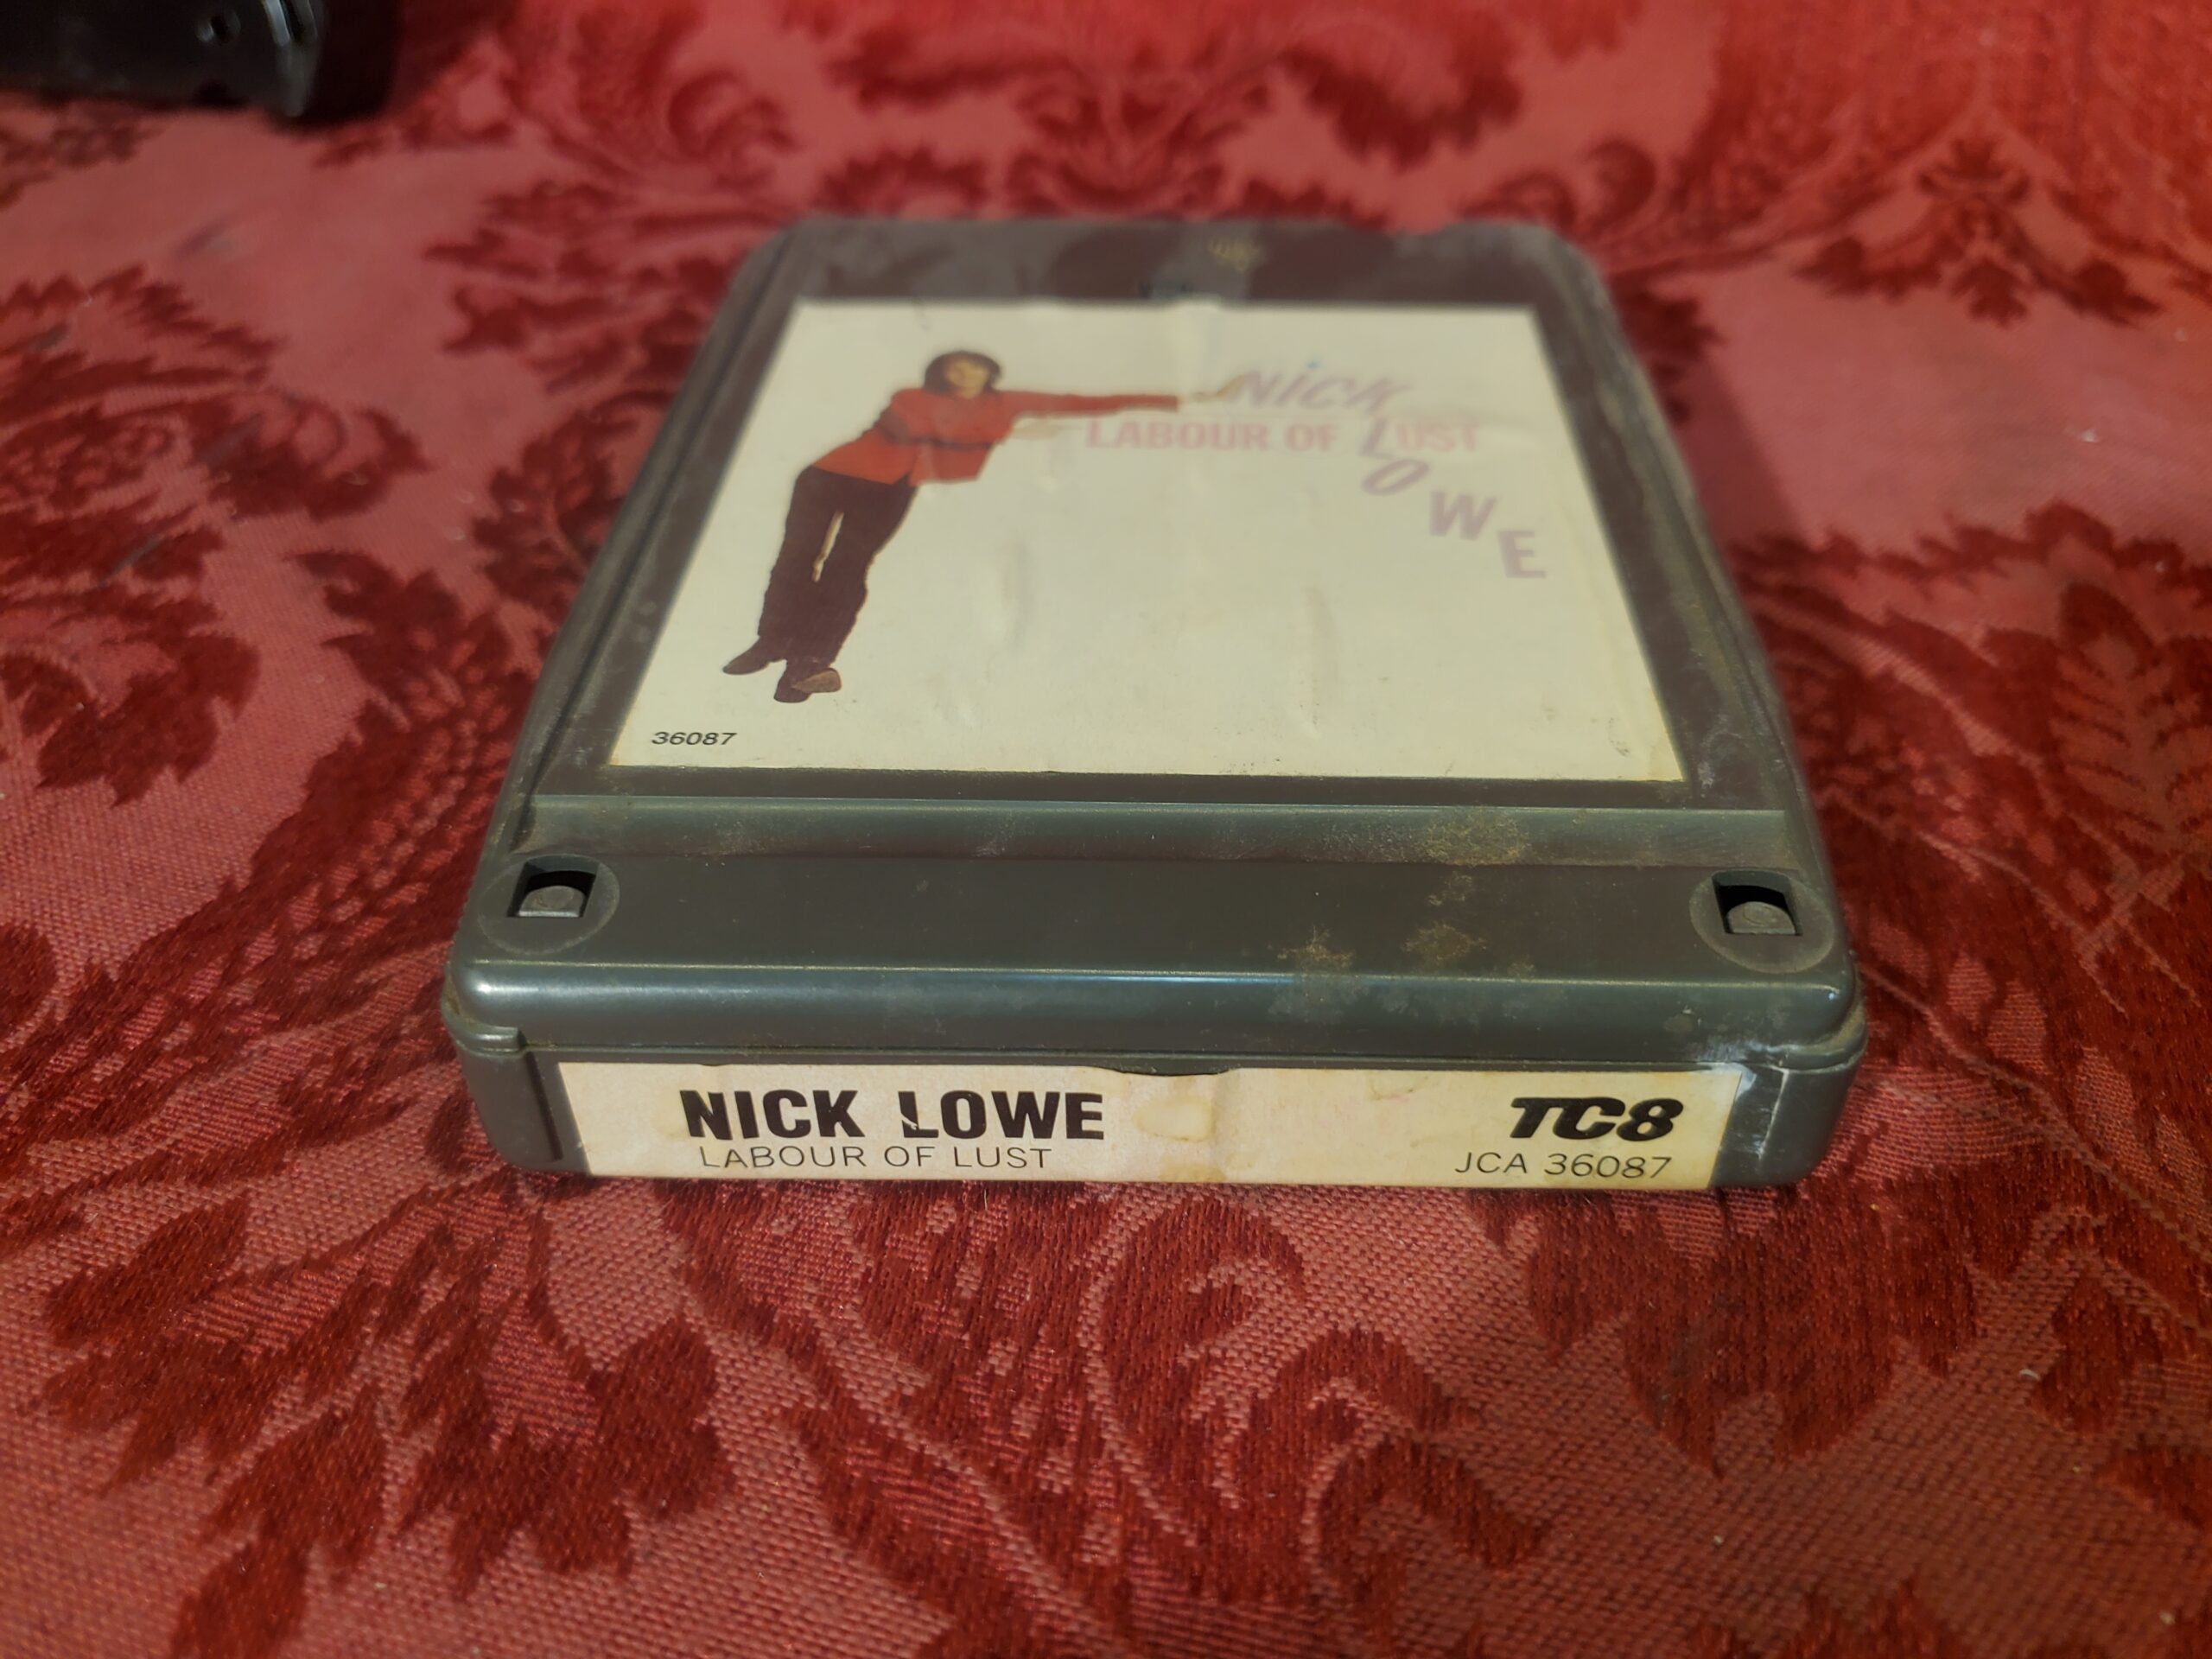 NICK
LABOUR OF LUST
LOWE
36087
NICK LOWE
LABOUR OF LUST
TC8
JCA 36087